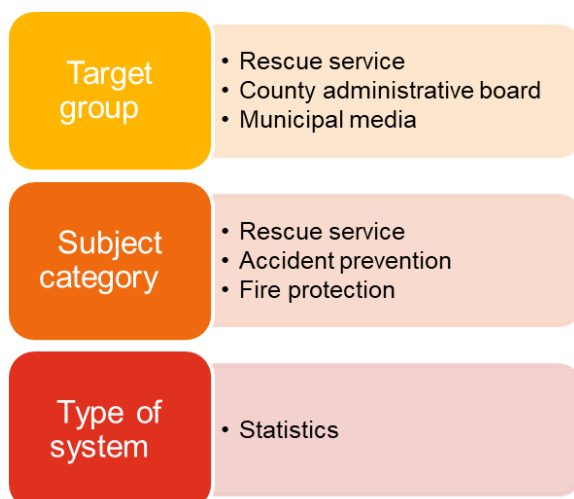 Target
group
• Rescue service
• County administrative board
• Municipal media
Subject
category
• Rescue service
• Accident prevention
• Fire protection
Type of
system
• Statistics